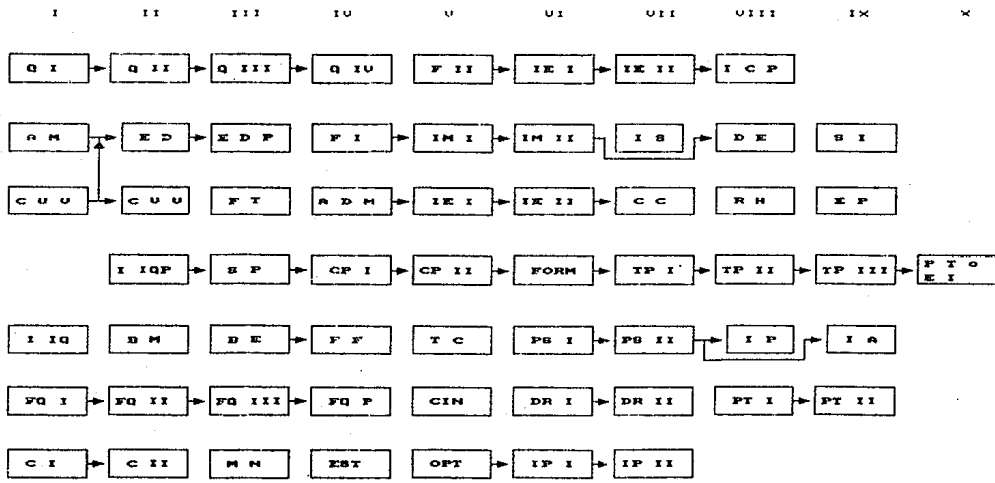 I II III IV V VI VII VIII IX X
Q I Q II Q III Q IV F II IE I IE II I C P
A M E D E D P F I IM I IM II I S D E S I
C V V C V V F T A D M IE I IE II C C R H E P
I IQP S P CP I CP II FORM TP I TP II TP III P T O
E I
I IQ B M B E F F T C PS I PS II I P I A
FQ I FQ II FQ III FQ P CIN DR I DR II PT I PT II
C I C II M N EST OPT IP I IP II